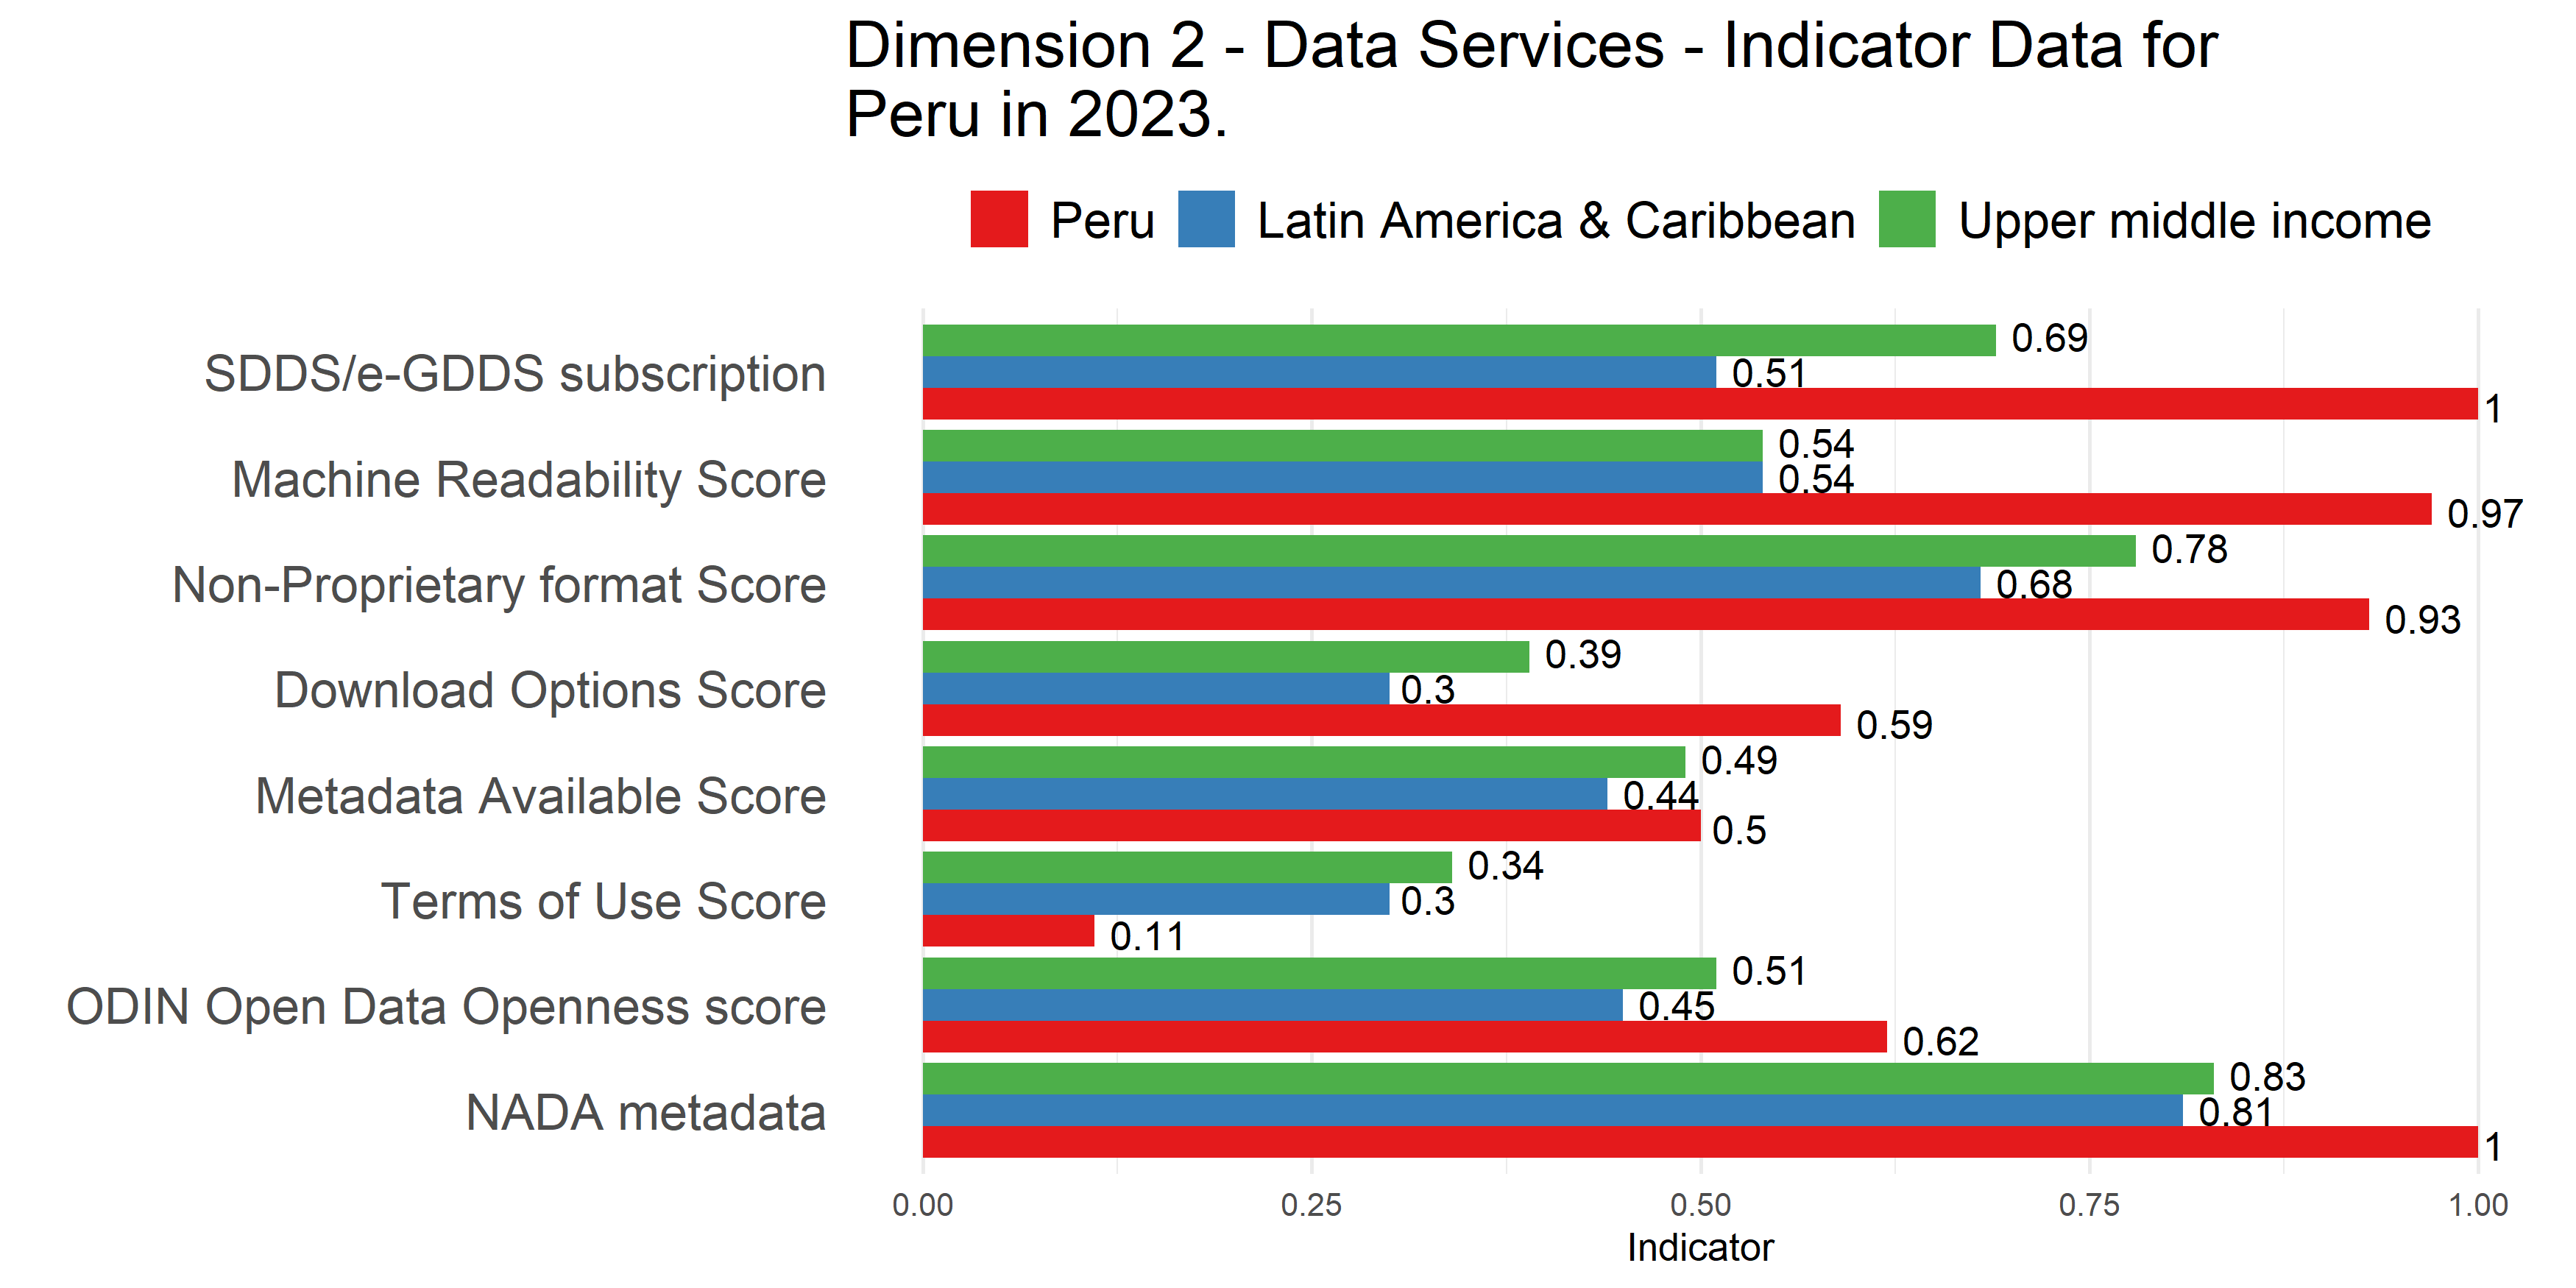 Dimension 2 - Data Services - Indicator Data for
Peru in 2023.
Peru Latin America & Caribbean Upper middle income
SDDS/e-GDDS subscription
0.69
0.51
1
Machine Readability Score
0.54
0.54
0.97
Non-Proprietary format Score
0.78
0.68
0.93
Download Options Score
0.39
0.3
0.59
Metadata Available Score
0.49
0.44
0.5
Terms of Use Score
0.34
0.3
0.11
ODIN Open Data Openness score
0.51
0.45
0.62
NADA metadata
0.83
0.81
1
0.00 0.25 0.50 0.75 1.00
Indicator